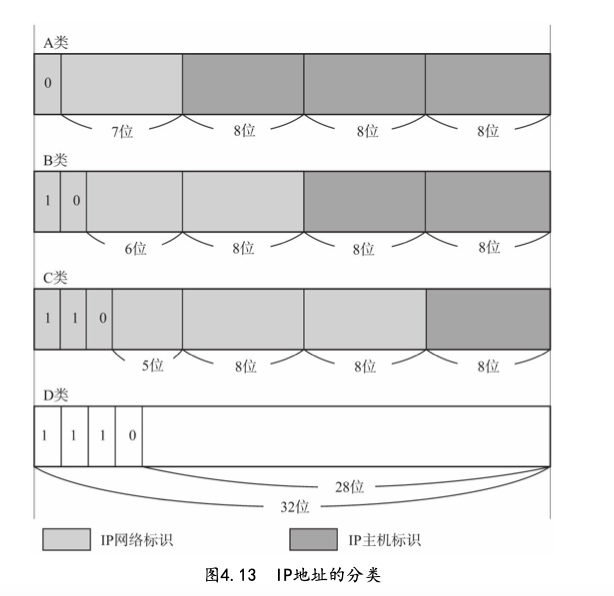 A类
0
7位 8位 8位 8位
B类
1 0
6位 8位 8位 8位
C类
1 1 0
5位 8位 8位 8位
D类
1 1 1 0
28位
32位
IP网络标识 IP主机标识
图4.13 IP地址的分类